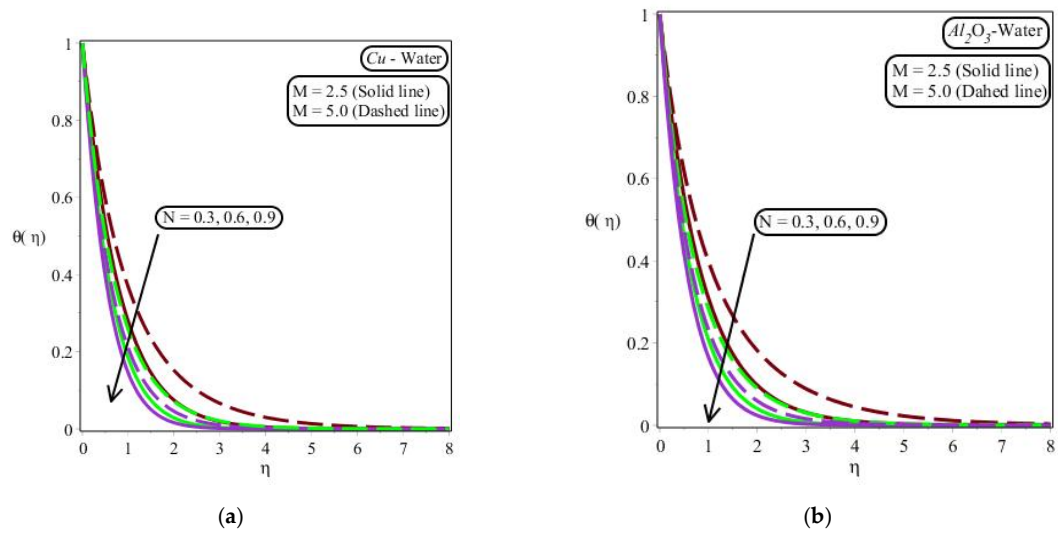 Cu - Water
M = 2.5 (Solid line)
M = 5.0 (Dashed line)
N = 0.3, 0.6, 0.9
θ( η)
1
0.8
0.6
0.4
0.2
0
0 1 2 3 4 5 6 7 8
η
(a)
Al2O3-Water
M = 2.5 (Solid line)
M = 5.0 (Dahed line)
N = 0.3, 0.6, 0.9
θ( η)
1
0.8
0.6
0.4
0.2
0
0 1 2 3 4 5 6 7 8
η
(b)